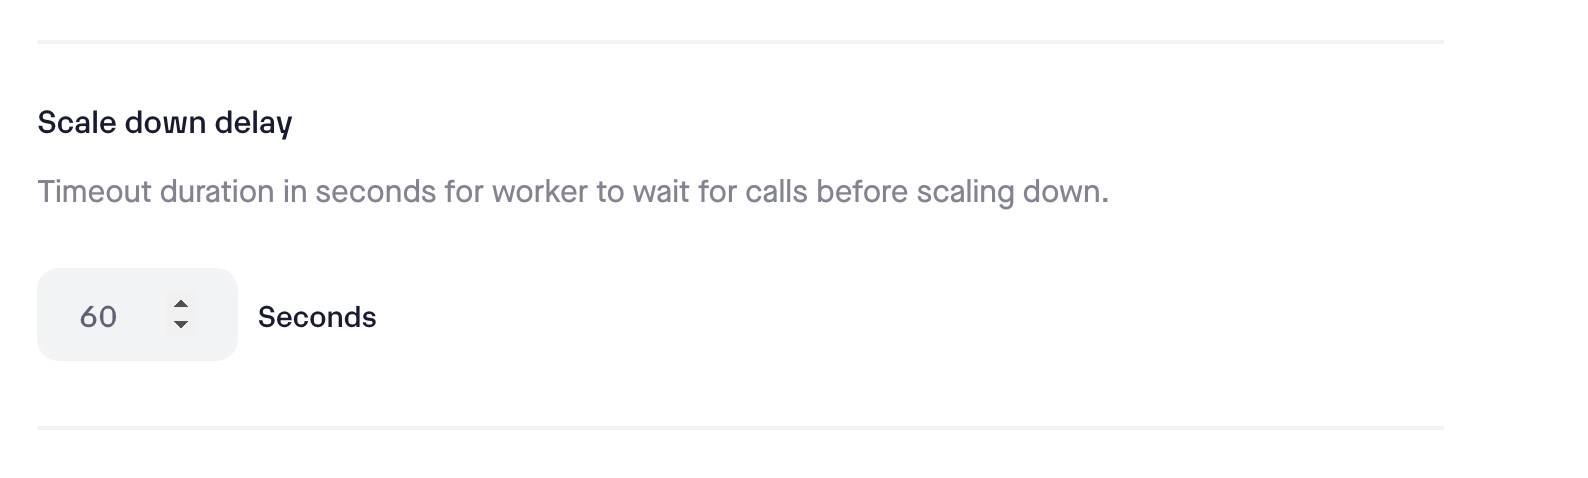 Scale down delay
Timeout duration in seconds for worker to wait for calls before scaling down.
60 Seconds